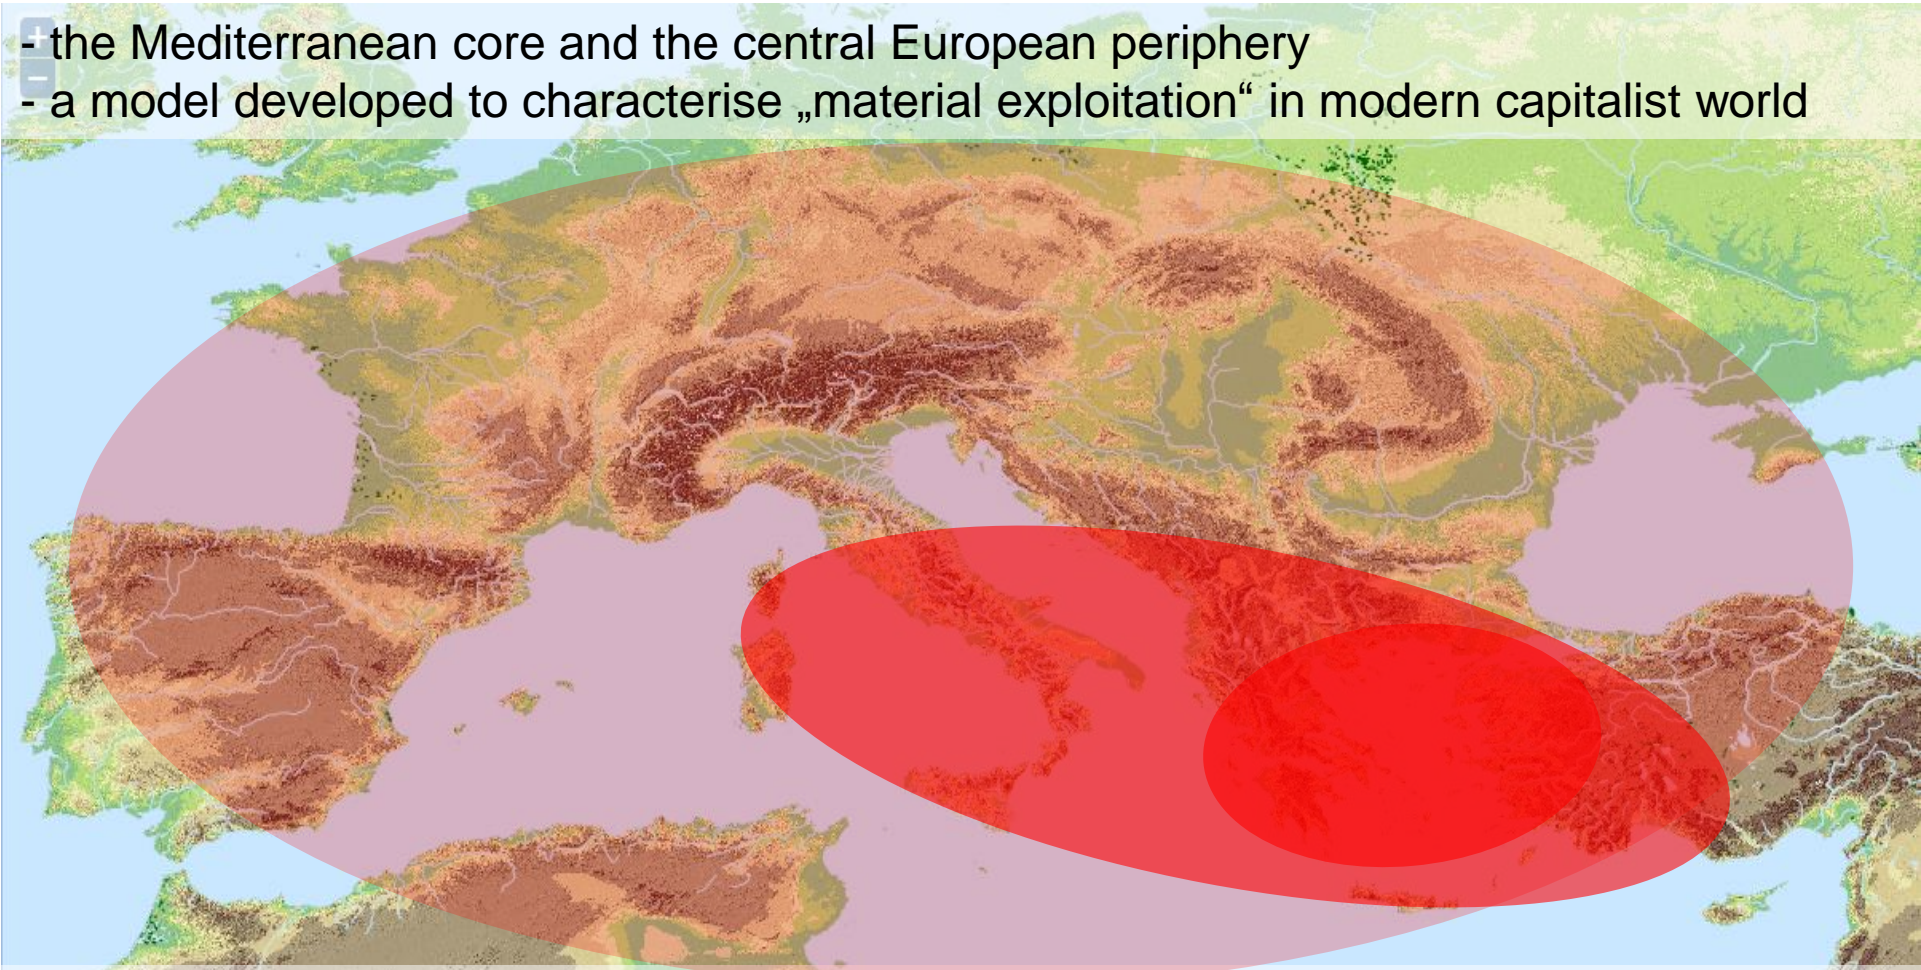 - the Mediterranean core and the central European periphery
- a model developed to characterise „material exploitation“ in modern capitalist world